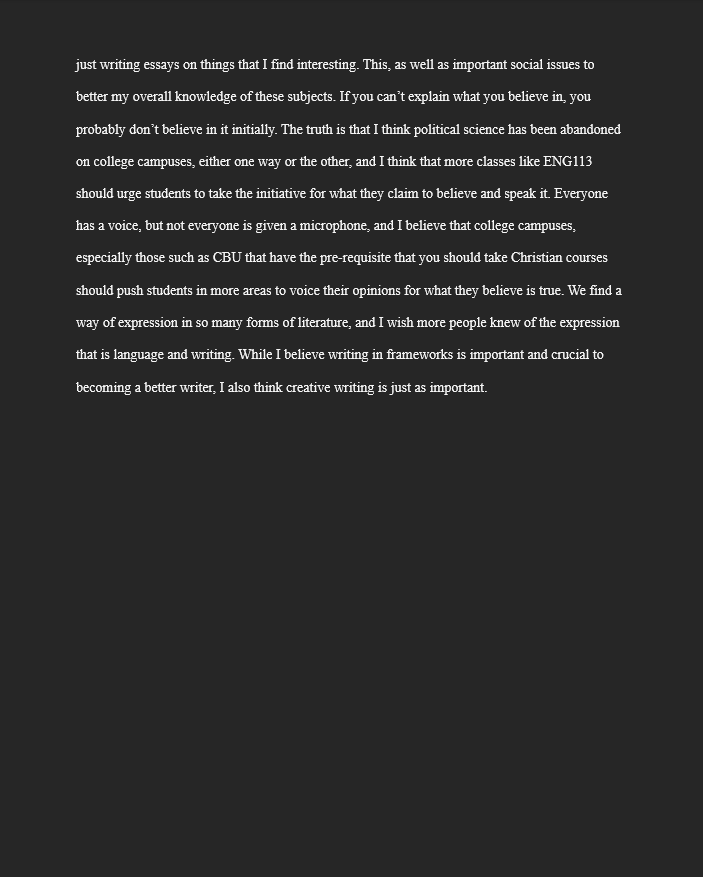 just writing essays on things that I find interesting. This, as well as important social issues to
better my overall knowledge of these subjects. If you can’t explain what you believe in, you
probably don’t believe in it initially. The truth is that I think political science has been abandoned
on college campuses, either one way or the other, and I think that more classes like ENG113
should urge students to take the initiative for what they claim to believe and speak it. Everyone
has a voice, but not everyone is given a microphone, and I believe that college campuses,
especially those such as CBU that have the pre-requisite that you should take Christian courses
should push students in more areas to voice their opinions for what they believe is true. We find a
way of expression in so many forms of literature, and I wish more people knew of the expression
that is language and writing. While I believe writing in frameworks is important and crucial to
becoming a better writer, I also think creative writing is just as important.